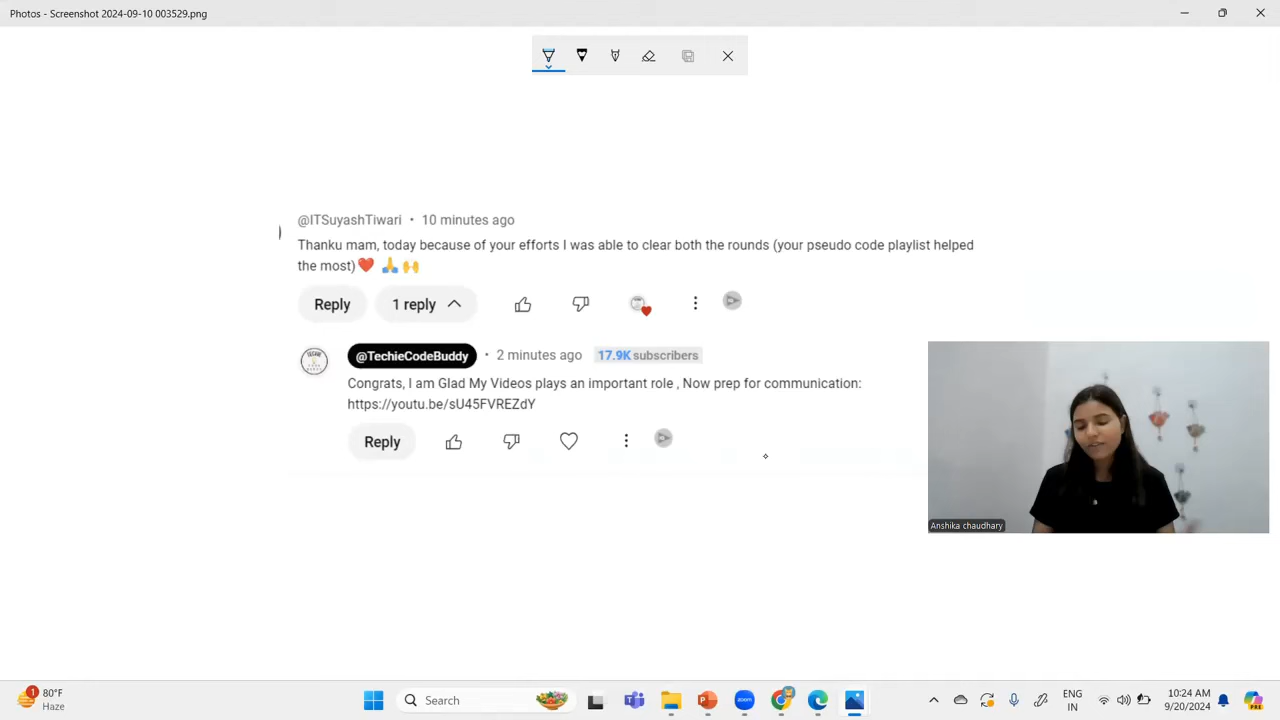 Photos - Screenshot 2024-09-10 003529.png
@ITSuyashTiwari • 10 minutes ago
Thanku mam, today because of your efforts I was able to clear both the rounds (your pseudo code playlist helped
the most)❤️ 🙏 🙌
Reply 1 reply
@TechieCodeBuddy • 2 minutes ago 17.9K subscribers
Congrats, I am Glad My Videos plays an important role , Now prep for communication:
https://youtu.be/sU45FVREZdY
Reply
Anshika chaudhary
1
80°F
Haze
Search
zoom
ENG
IN
10:24 AM
9/20/2024
PRE